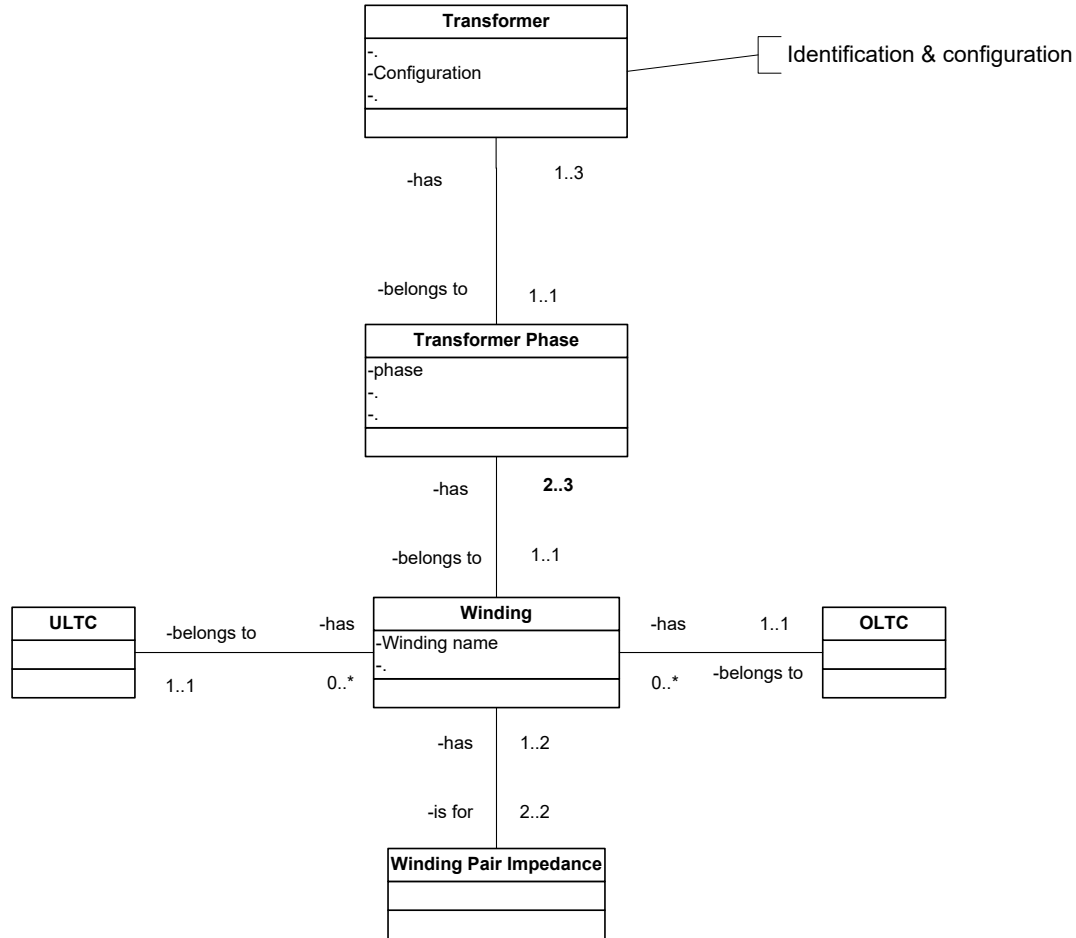 Transformer
-.
-Configuration
-.
Identification & configuration
-has
1..3
-belongs to
1..1
Transformer Phase
-phase
-.
-.
-has
2..3
-belongs to
1..1
ULTC
-belongs to
-has
1..1
0..*
Winding
-Winding name
-.
-has
1..1
0..*
-belongs to
OLTC
-has
1..2
-is for
2..2
Winding Pair Impedance